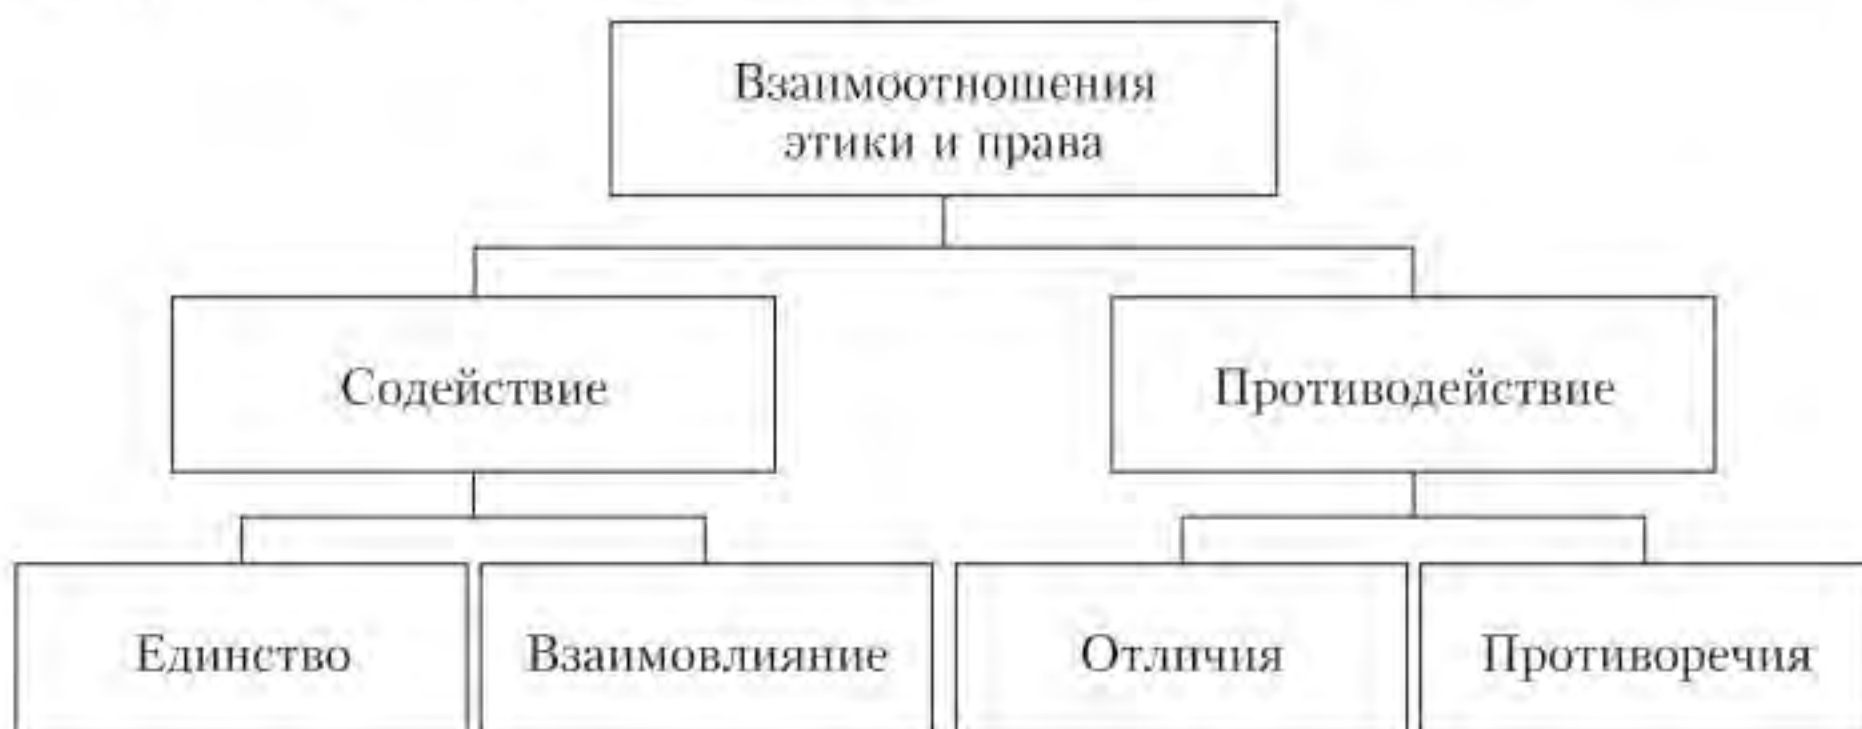 Взаимоотношения
этики и права
Содействие
Противодействие
Единство
Взаимовлияние
Отличия
Противоречия